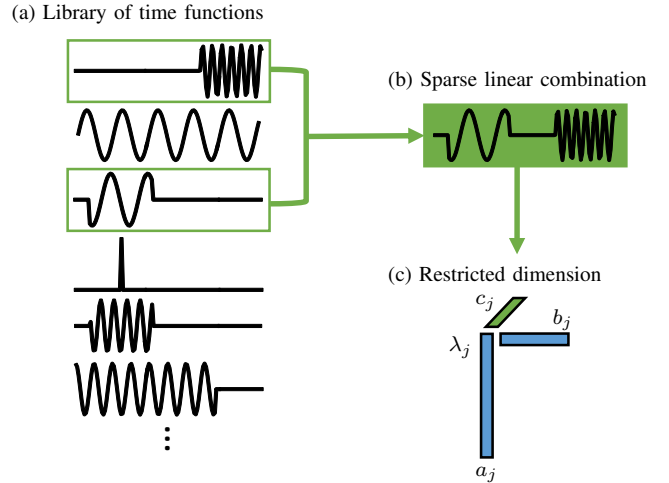 (a) Library of time functions
(b) Sparse linear combination
(c) Restricted dimension
c_j
b_j
λ_j
a_j